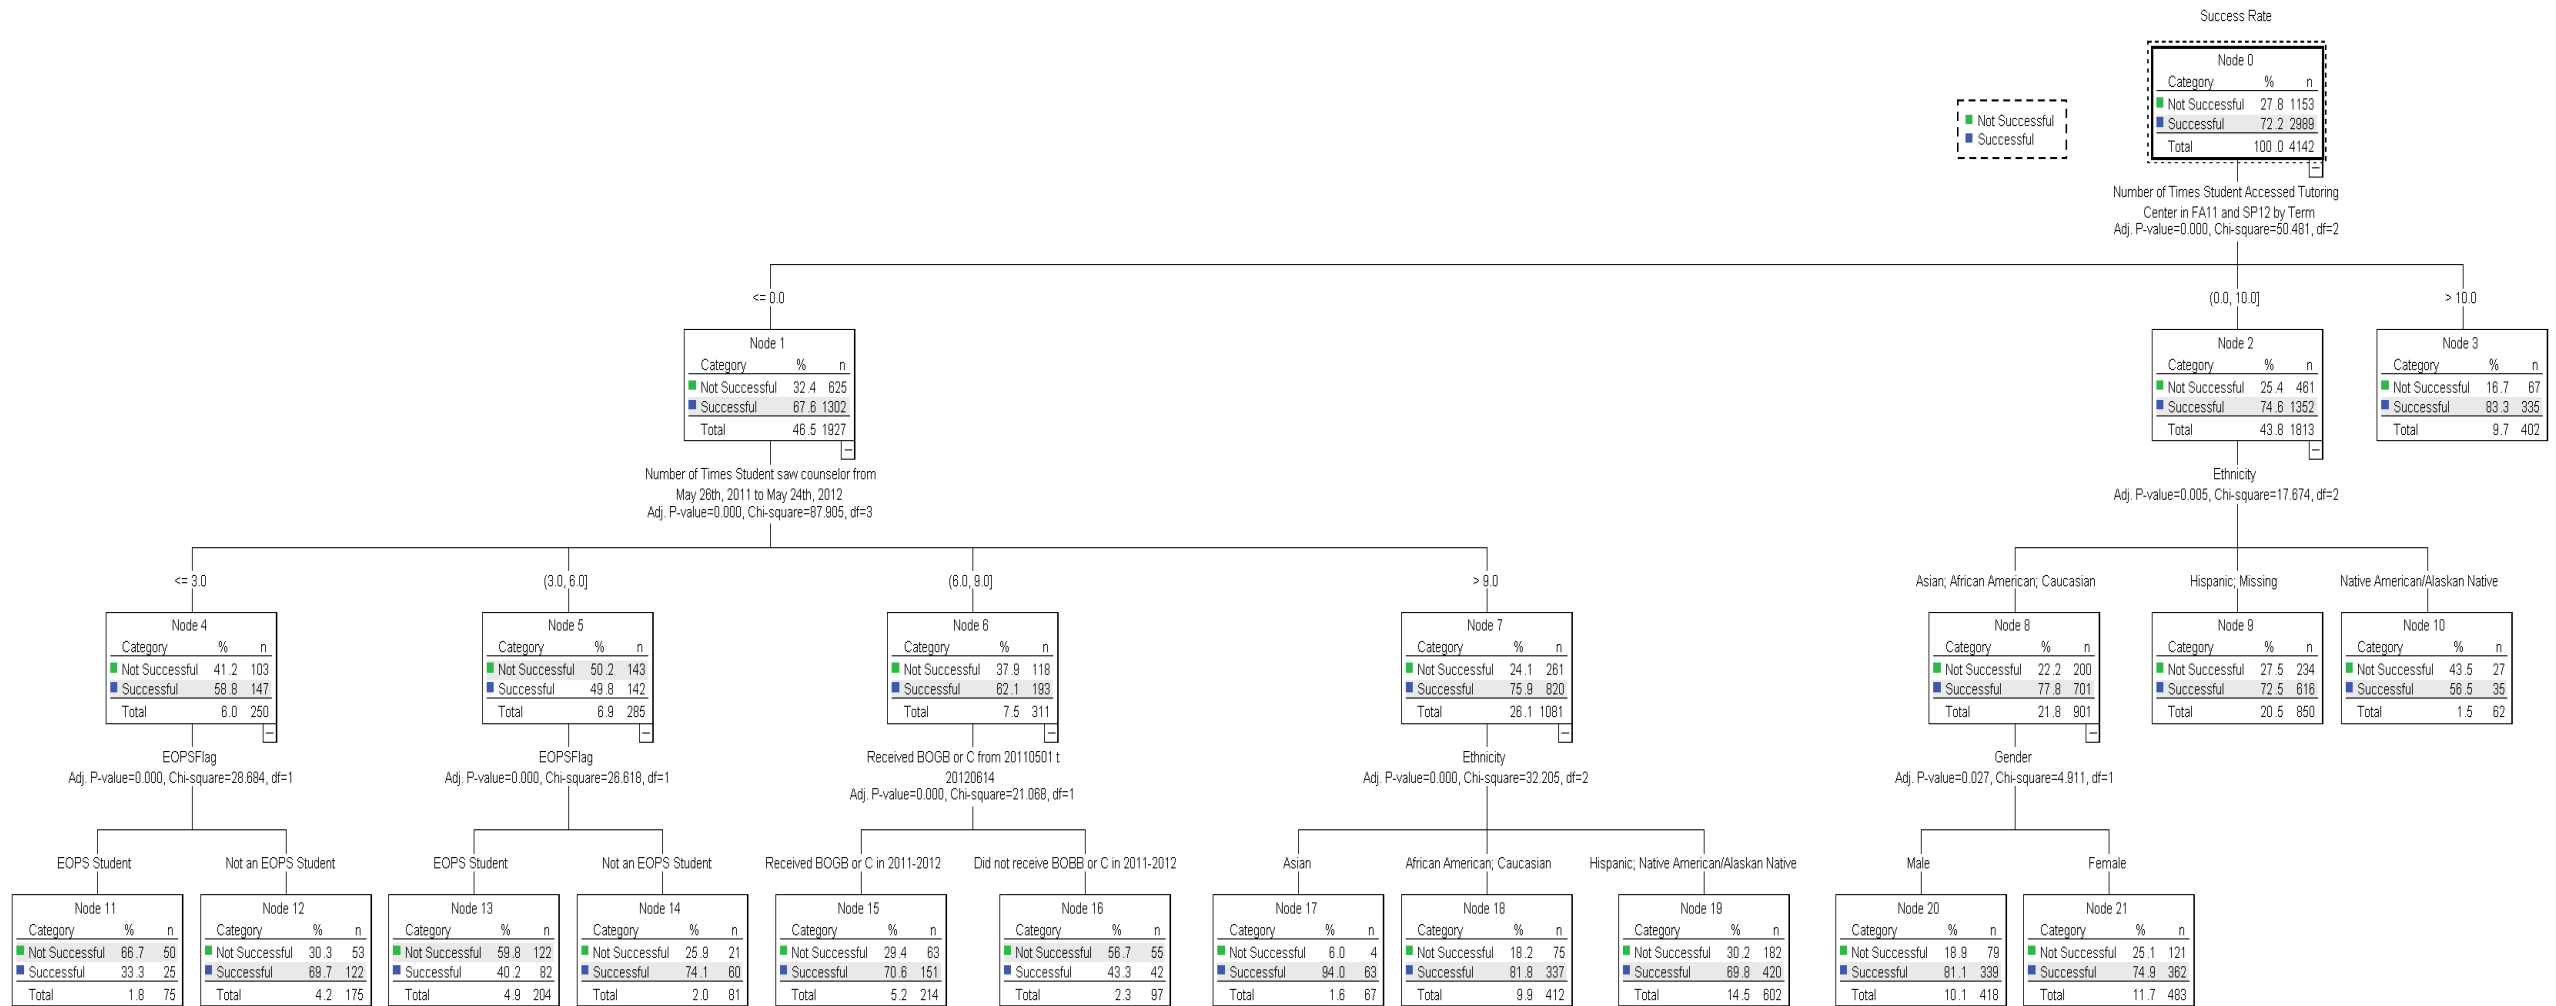 Success Rate
Node 0
Category % n
Not Successful 27.8 1153
Successful 72.2 2989
Total 100.0 4142
Not Successful
Successful
Number of Times Student Accessed Tutoring
Center in FA11 and SP12 by Term
Adj. P-value=0.000, Chi-square=50.481, df=2
<= 0.0
(0.0, 10.0]
> 10.0
Node 1
Category % n
Not Successful 32.4 625
Successful 67.6 1302
Total 46.5 1927
Node 2
Category % n
Not Successful 25.4 461
Successful 74.6 1352
Total 43.8 1813
Node 3
Category % n
Not Successful 16.7 67
Successful 83.3 335
Total 9.7 402
Number of Times Student saw counselor from
May 26th, 2011 to May 24th, 2012
Adj. P-value=0.000, Chi-square=87.905, df=3
Ethnicity
Adj. P-value=0.005, Chi-square=17.674, df=2
<= 3.0
(3.0, 6.0]
(6.0, 9.0]
> 9.0
Asian; African American; Caucasian
Hispanic; Missing
Native American/Alaskan Native
Node 4
Category % n
Not Successful 41.2 103
Successful 58.8 147
Total 6.0 250
Node 5
Category % n
Not Successful 50.2 143
Successful 49.8 142
Total 6.9 285
Node 6
Category % n
Not Successful 37.9 118
Successful 62.1 193
Total 7.5 311
Node 7
Category % n
Not Successful 24.1 261
Successful 75.9 820
Total 26.1 1081
Node 8
Category % n
Not Successful 22.2 200
Successful 77.8 701
Total 21.8 901
Node 9
Category % n
Not Successful 27.5 234
Successful 72.5 616
Total 20.5 850
Node 10
Category % n
Not Successful 43.5 27
Successful 56.5 35
Total 1.5 62
EOPSFlag
Adj. P-value=0.000, Chi-square=28.684, df=1
EOPSFlag
Adj. P-value=0.000, Chi-square=26.618, df=1
Received BOGB or C from 20110501 t
20120614
Adj. P-value=0.000, Chi-square=21.068, df=1
Ethnicity
Adj. P-value=0.000, Chi-square=32.205, df=2
Gender
Adj. P-value=0.027, Chi-square=4.911, df=1
EOPS Student
Not an EOPS Student
EOPS Student
Not an EOPS Student
Received BOGB or C in 2011-2012
Did not receive BOBB or C in 2011-2012
Asian
African American; Caucasian
Hispanic; Native American/Alaskan Native
Male
Female
Node 11
Category % n
Not Successful 66.7 50
Successful 33.3 25
Total 1.8 75
Node 12
Category % n
Not Successful 30.3 53
Successful 69.7 122
Total 4.2 175
Node 13
Category % n
Not Successful 59.8 122
Successful 40.2 82
Total 4.9 204
Node 14
Category % n
Not Successful 25.9 21
Successful 74.1 60
Total 2.0 81
Node 15
Category % n
Not Successful 29.4 63
Successful 70.6 151
Total 5.2 214
Node 16
Category % n
Not Successful 56.7 55
Successful 43.3 42
Total 2.3 97
Node 17
Category % n
Not Successful 6.0 4
Successful 94.0 63
Total 1.6 67
Node 18
Category % n
Not Successful 18.2 75
Successful 81.8 337
Total 9.9 412
Node 19
Category % n
Not Successful 30.2 182
Successful 69.8 420
Total 14.5 602
Node 20
Category % n
Not Successful 18.9 79
Successful 81.1 339
Total 10.1 418
Node 21
Category % n
Not Successful 25.1 121
Successful 74.9 362
Total 11.7 483